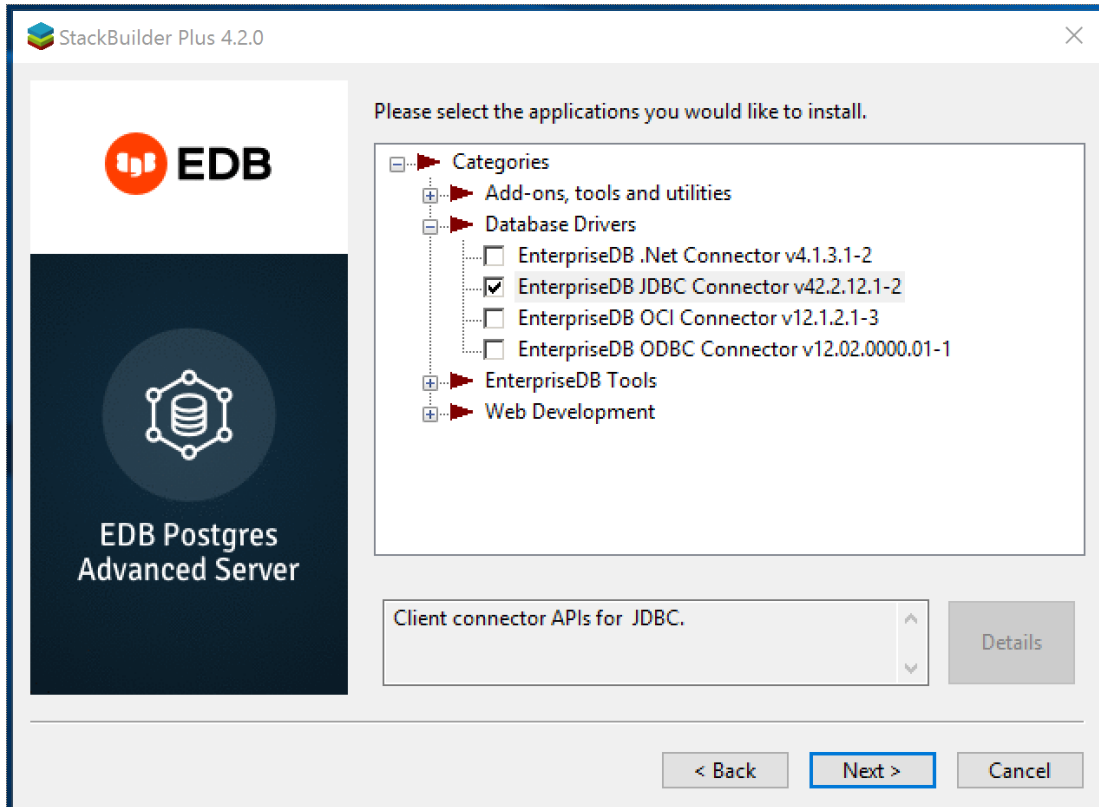 StackBuilder Plus 4.2.0
EDB
EDB Postgres
Advanced Server
Please select the applications you would like to install.
Categories
Add-ons, tools and utilities
Database Drivers
EnterpriseDB .Net Connector v4.1.3.1-2
EnterpriseDB JDBC Connector v42.2.12.1-2
EnterpriseDB OCI Connector v12.1.2.1-3
EnterpriseDB ODBC Connector v12.02.0000.01-1
EnterpriseDB Tools
Web Development
Client connector APIs for  JDBC.
Details
< Back
Next >
Cancel